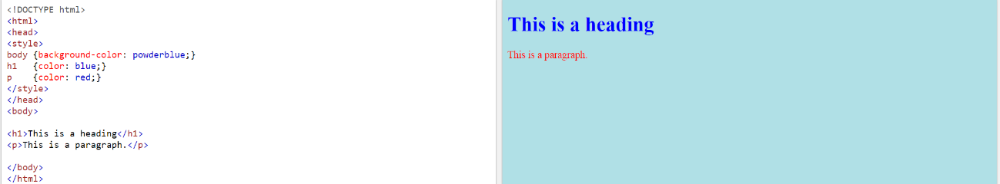 <!DOCTYPE html>
<html>
<head>
<style>
body {background-color: powderblue;}
h1   {color: blue;}
p    {color: red;}
</style>
</head>
<body>

<h1>This is a heading</h1>
<p>This is a paragraph.</p>

</body>
</html>
This is a heading
This is a paragraph.